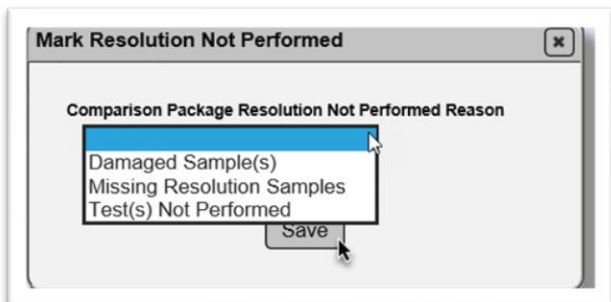 Mark Resolution Not Performed
Comparison Package Resolution Not Performed Reason
Damaged Sample(s)
Missing Resolution Samples
Test(s) Not Performed
Save